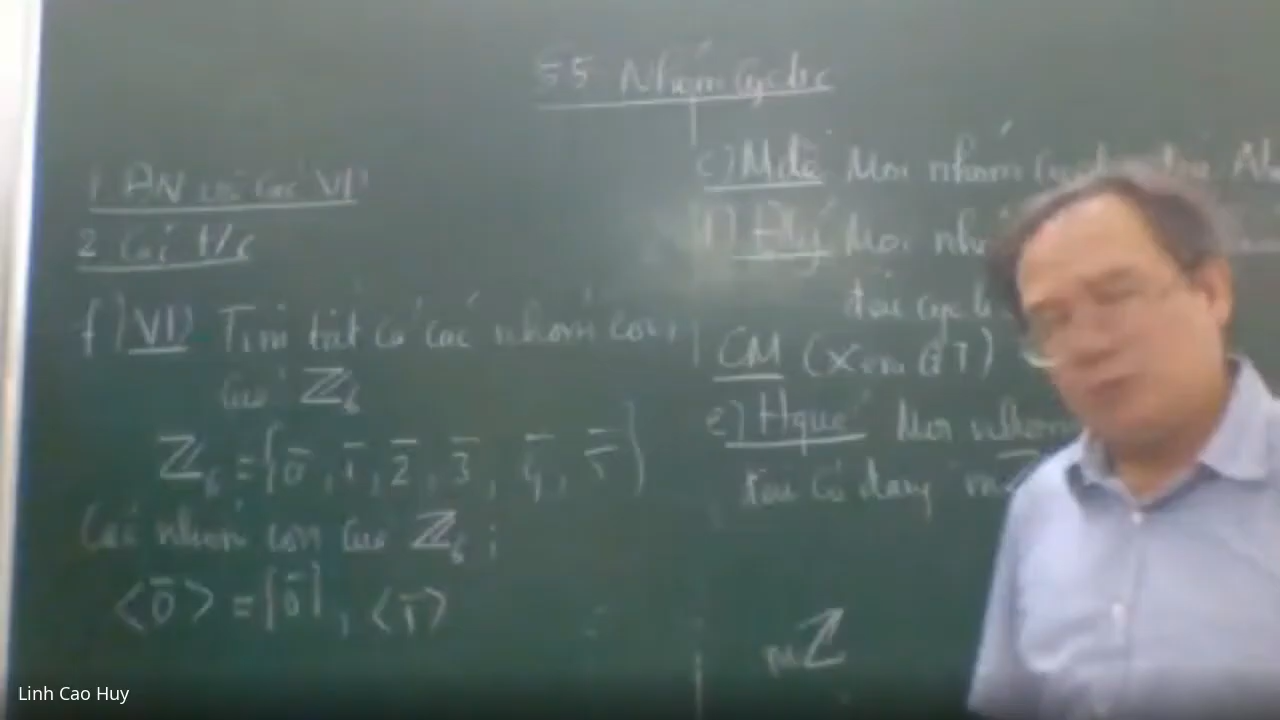 §5 Nhóm Cyclic
1. ĐN và các VD
2. Các t/c
f) VD Tìm tất cả các nhóm con
của ℤ₆
ℤ₆ = {0̅, 1̅, 2̅, 3̅, 4̅, 5̅}
Các nhóm con của ℤ₆:
<0̅> = {0̅}, <1̅>
c) Mđề Mọi nhóm
Đlý Mọi
đều cyclic
CM (Xem GT)
e) Hquả Mọi nhóm
đều có dạng m
mℤ
Linh Cao Huy